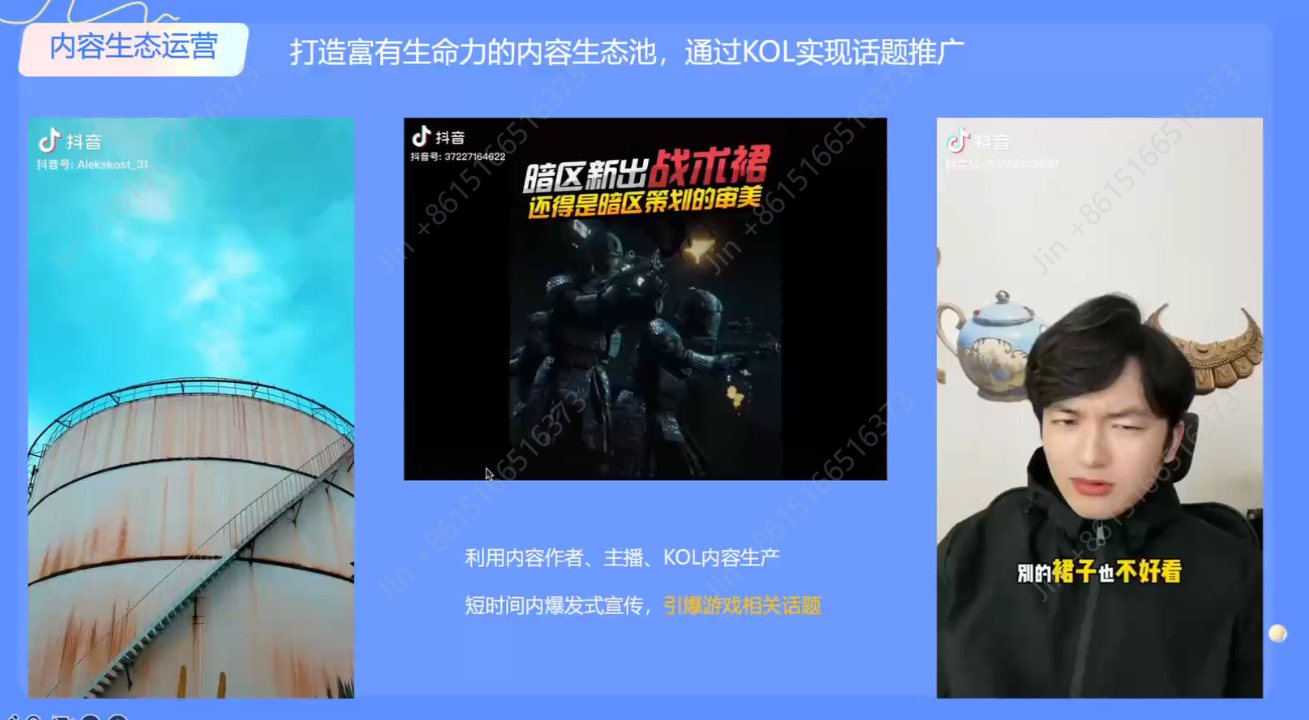 内容生态运营
打造富有生命力的内容生态池，通过KOL实现话题推广
抖音
抖音号: Alekskost_31
抖音
抖音号: 37227164622
暗区新出战术裙
还得是暗区策划的审美
抖音
别的裙子也不好看
利用内容作者、主播、KOL内容生产
短时间内爆发式宣传，引爆游戏相关话题
Jin +8615166516373